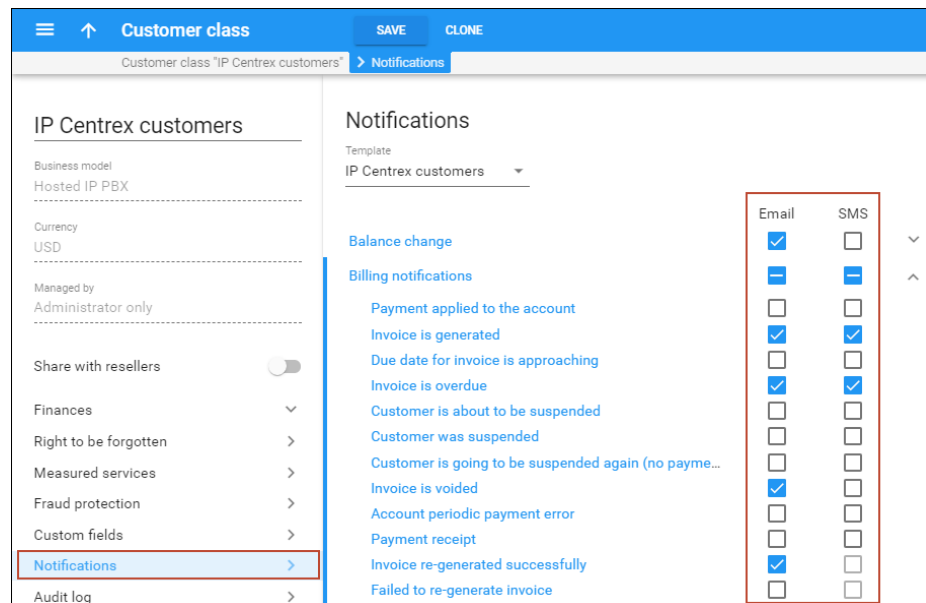 Customer class
SAVE
CLONE
Customer class "IP Centrex customers"
Notifications
IP Centrex customers
Business model
Hosted IP PBX
Currency
USD
Managed by
Administrator only
Share with resellers
Finances
Right to be forgotten
Measured services
Fraud protection
Custom fields
Notifications
Audit log
Notifications
Template
IP Centrex customers
Email
SMS
Balance change
Billing notifications
Payment applied to the account
Invoice is generated
Due date for invoice is approaching
Invoice is overdue
Customer is about to be suspended
Customer was suspended
Customer is going to be suspended again (no payme...
Invoice is voided
Account periodic payment error
Payment receipt
Invoice re-generated successfully
Failed to re-generate invoice